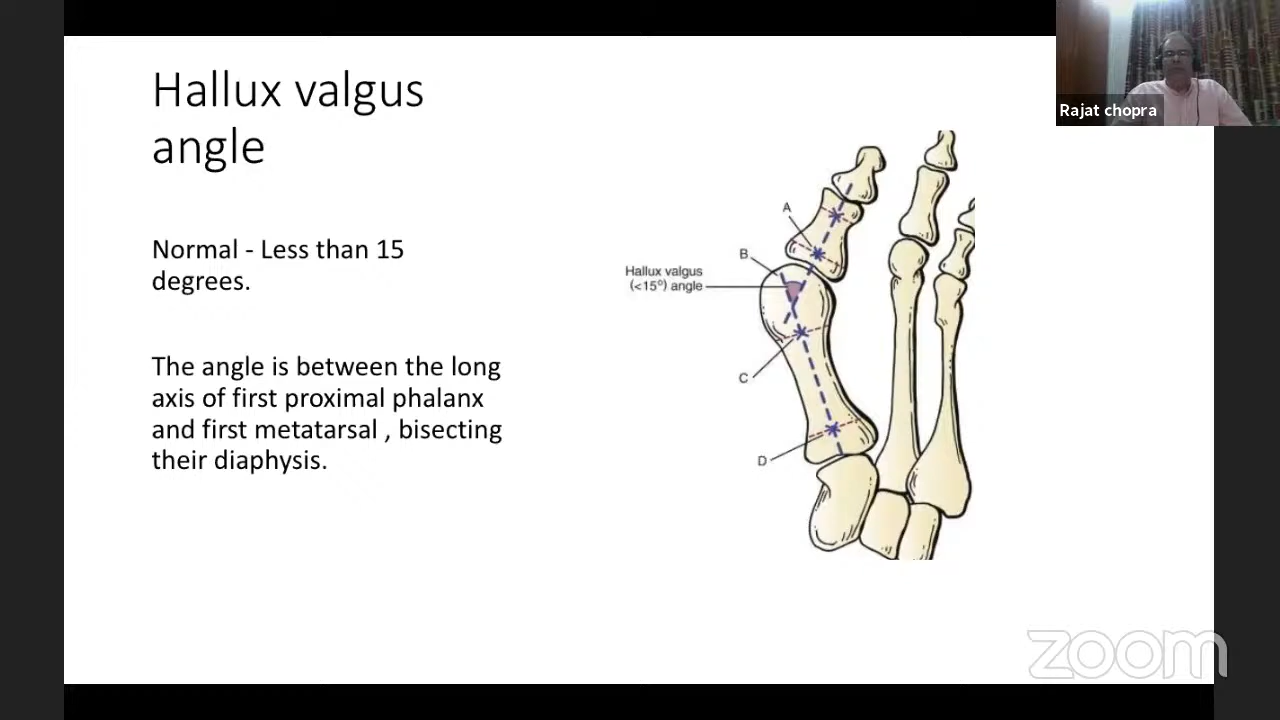 Hallux valgus
angle
Normal - Less than 15
degrees.
The angle is between the long
axis of first proximal phalanx
and first metatarsal , bisecting
their diaphysis.
A
B
Hallux valgus
(<15°) angle
C
D
Rajat chopra
zoom